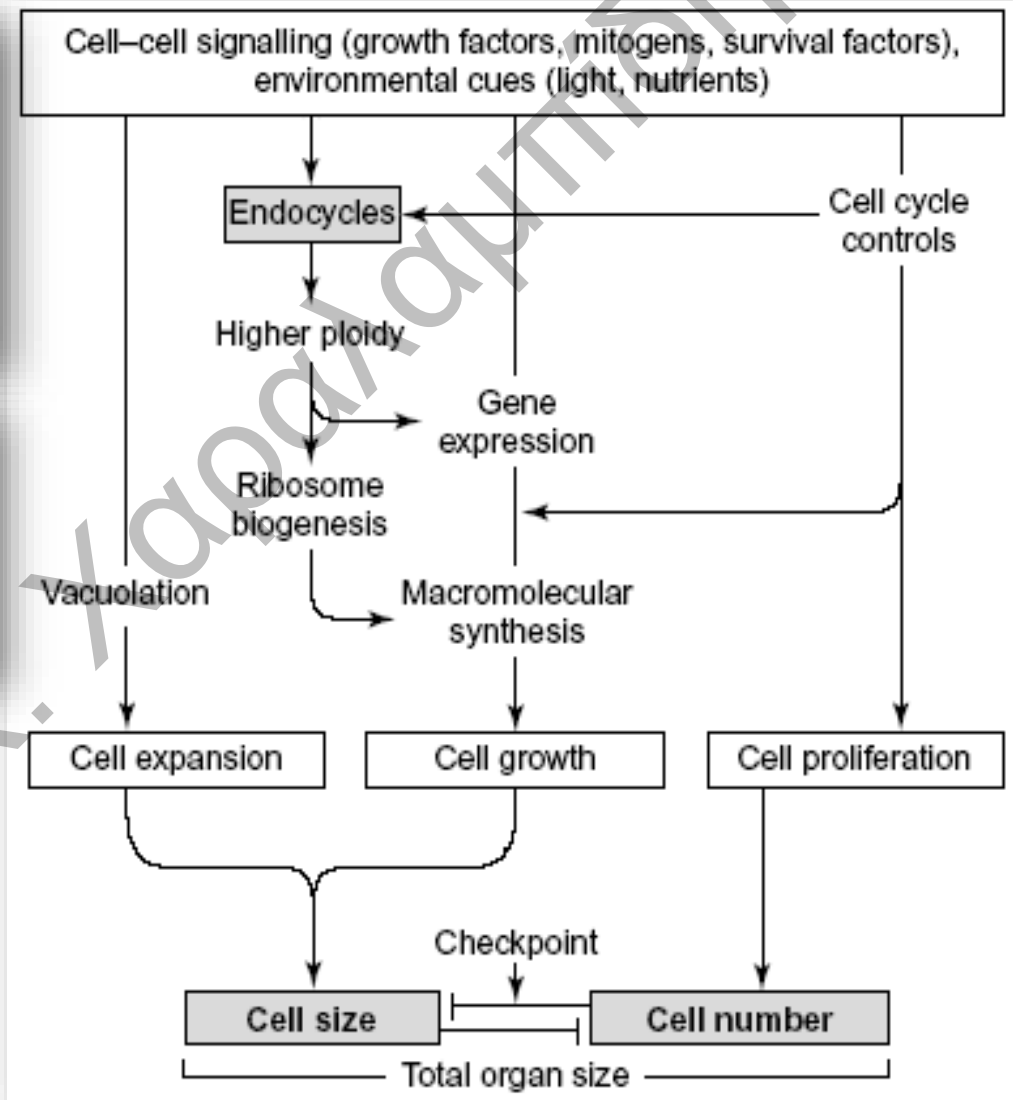 Cell–cell signalling (growth factors, mitogens, survival factors),
environmental cues (light, nutrients)
Endocycles
Cell cycle
controls
Higher ploidy
Gene
expression
Ribosome
biogenesis
Vacuolation
Macromolecular
synthesis
Cell expansion
Cell growth
Cell proliferation
Checkpoint
Cell size
Cell number
Total organ size